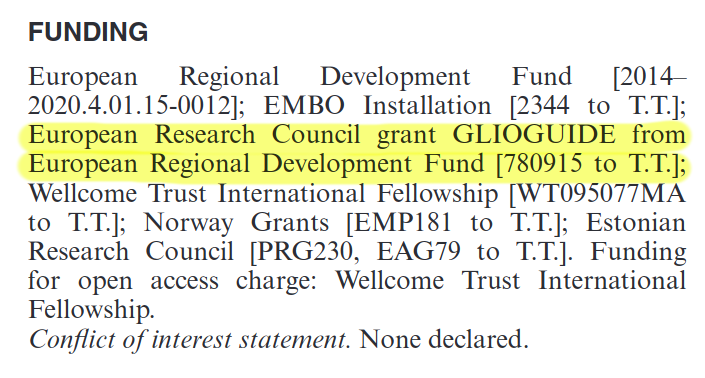 FUNDING
European Regional Development Fund [2014–
2020.4.01.15-0012]; EMBO Installation [2344 to T.T.];
European Research Council grant GLIOGUIDE from
European Regional Development Fund [780915 to T.T.];
Wellcome Trust International Fellowship [WT095077MA
to T.T.]; Norway Grants [EMP181 to T.T.]; Estonian
Research Council [PRG230, EAG79 to T.T.]. Funding
for open access charge: Wellcome Trust International
Fellowship.
Conflict of interest statement. None declared.